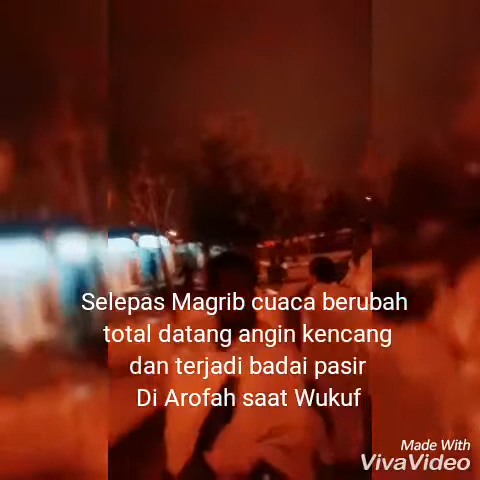 Selepas Magrib cuaca berubah
total datang angin kencang
dan terjadi badai pasir
Di Arofah saat Wukuf
Made With
VivaVideo